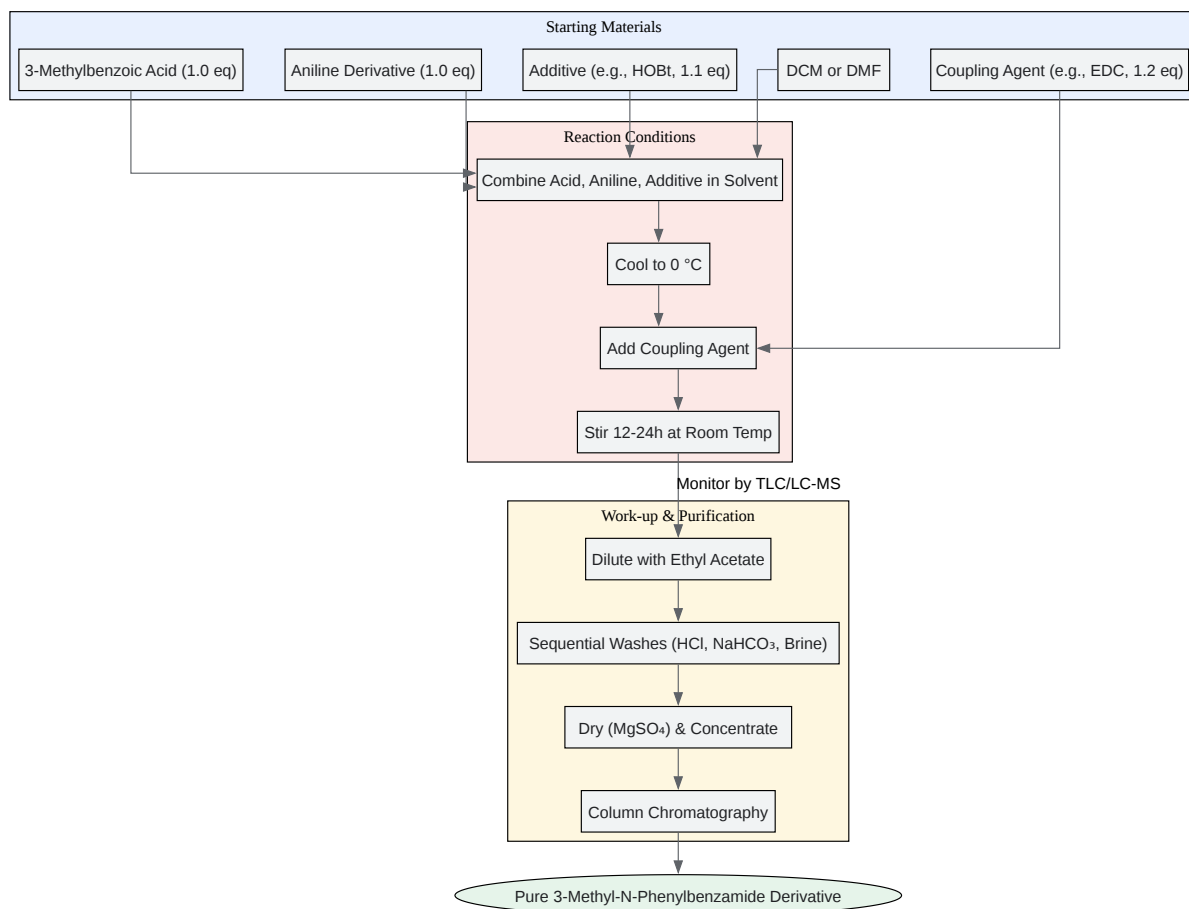 Starting Materials
3-Methylbenzoic Acid (1.0 eq)
Aniline Derivative (1.0 eq)
Additive (e.g., HOBt, 1.1 eq)
DCM or DMF
Coupling Agent (e.g., EDC, 1.2 eq)
Reaction Conditions
Combine Acid, Aniline, Additive in Solvent
Cool to 0 °C
Add Coupling Agent
Stir 12-24h at Room Temp
Monitor by TLC/LC-MS
Work-up & Purification
Dilute with Ethyl Acetate
Sequential Washes (HCl, NaHCO₃, Brine)
Dry (MgSO₄) & Concentrate
Column Chromatography
Pure 3-Methyl-N-Phenylbenzamide Derivative